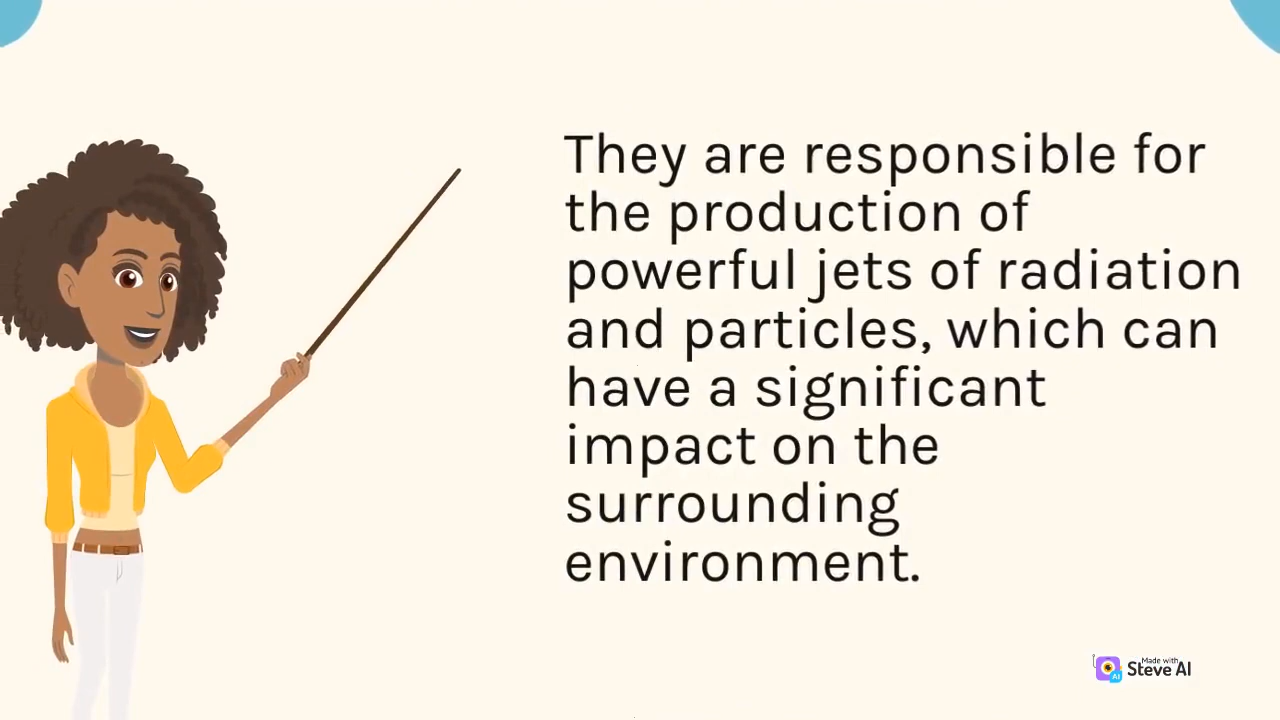 They are responsible for
the production of
powerful jets of radiation
and particles, which can
have a significant
impact on the
surrounding
environment.
Made with
Steve AI
AI